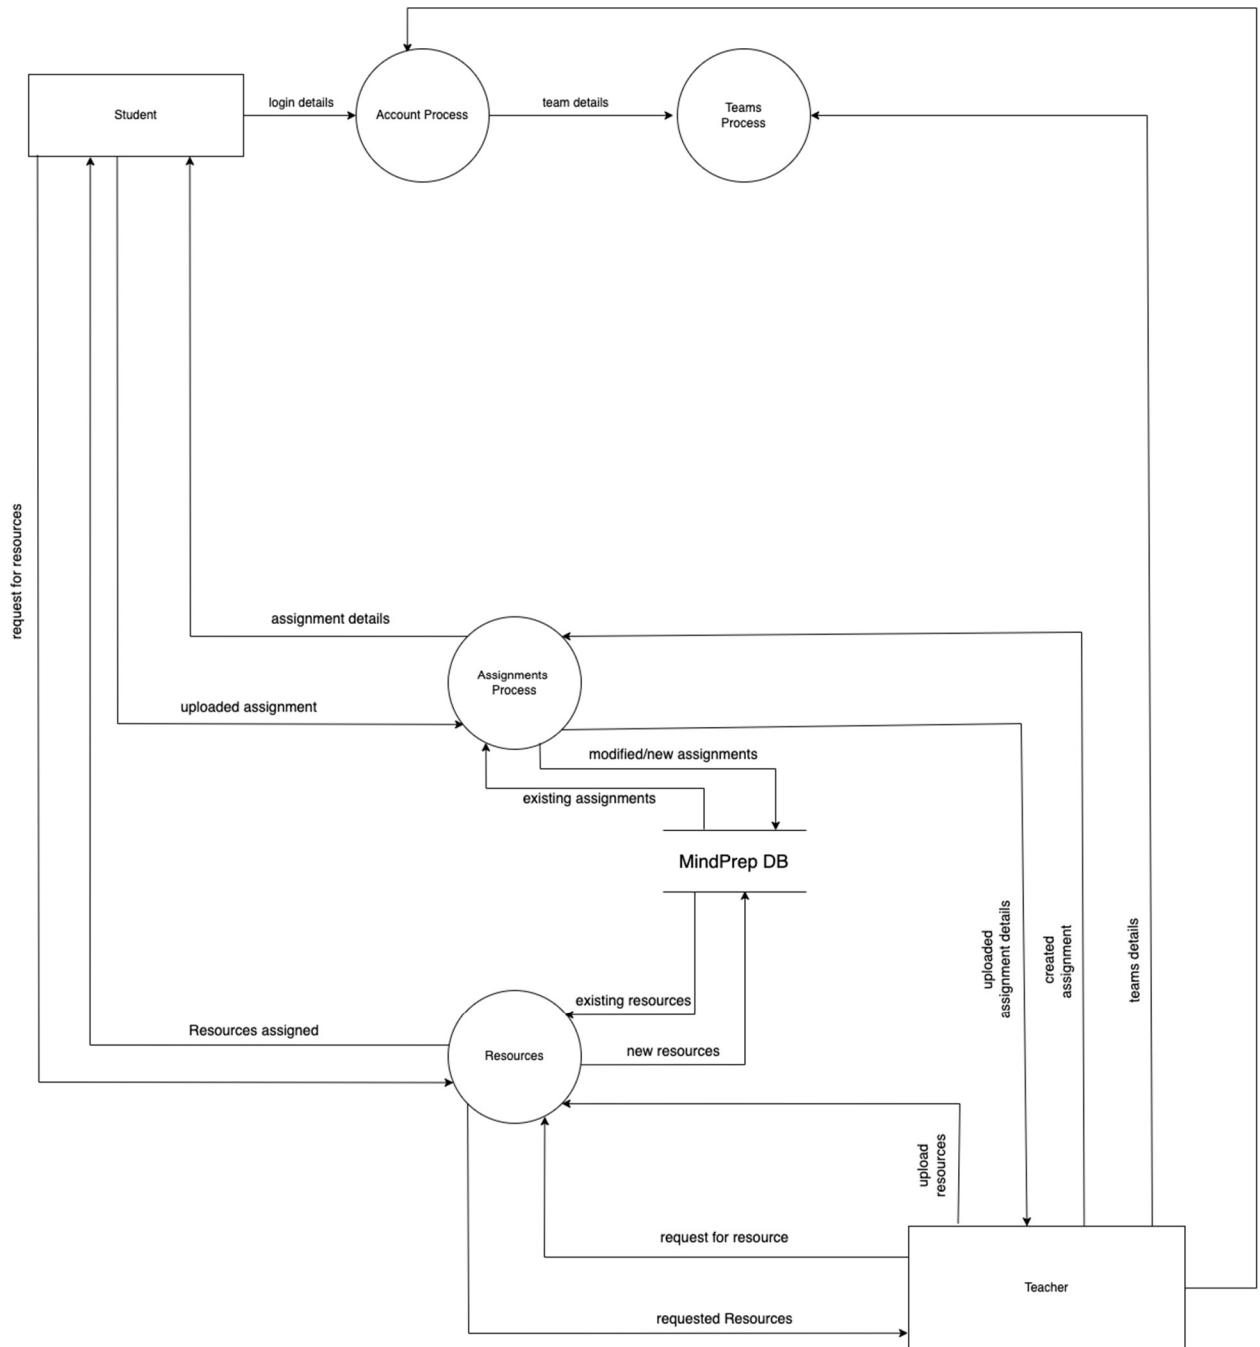 Student
login details
Account Process
team details
Teams
Process
request for resources
assignment details
Assignments
Process
uploaded assignment
modified/new assignments
existing assignments
MindPrep DB
uploaded
assignment details
created
assignment
teams details
existing resources
Resources assigned
Resources
new resources
upload
resources
request for resource
Teacher
requested Resources